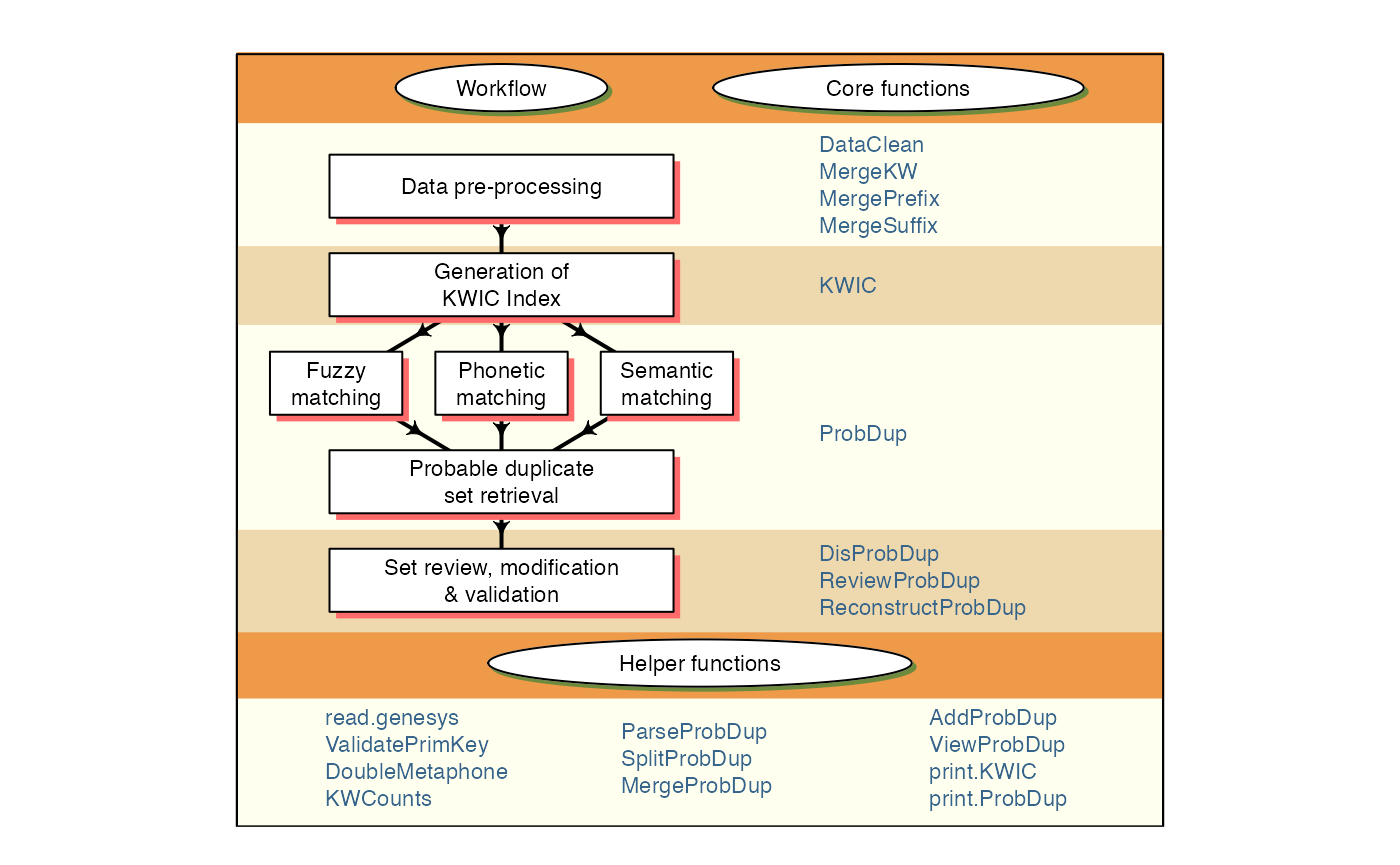 Workflow
Core functions
Data pre-processing
DataClean
MergeKW
MergePrefix
MergeSuffix
Generation of
KWIC Index
KWIC
Fuzzy
matching
Phonetic
matching
Semantic
matching
ProbDup
Probable duplicate
set retrieval
Set review, modification
& validation
DisProbDup
ReviewProbDup
ReconstructProbDup
Helper functions
read.genesys
ValidatePrimKey
DoubleMetaphone
KWCounts
ParseProbDup
SplitProbDup
MergeProbDup
AddProbDup
ViewProbDup
print.KWIC
print.ProbDup